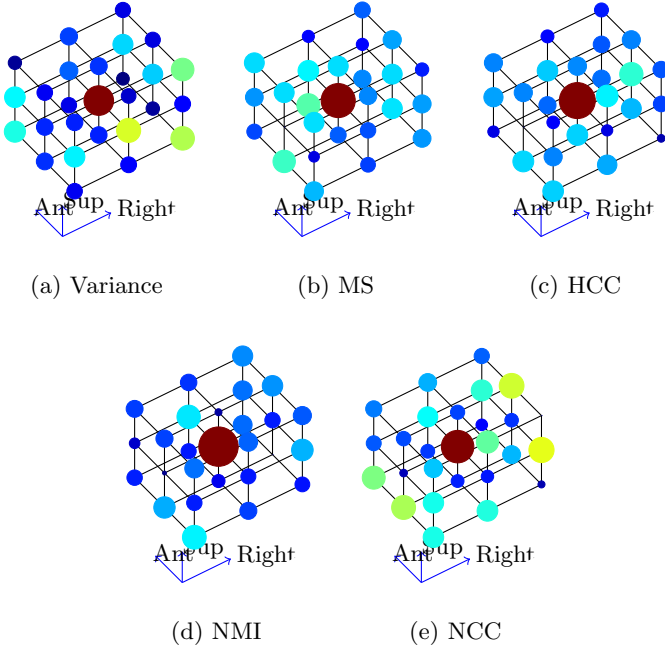 Ant Sup Right
Ant Sup Right
Ant Sup
(a) Variance
(b) MS
(c) HCC
Ant Sup Right
Ant Sup Right
(d) NMI
(e) NCC